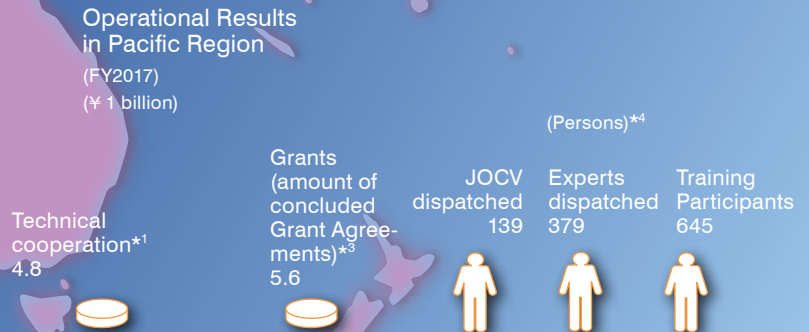 Operational Results
in Pacific Region
(FY2017)
(¥ 1 billion)
(Persons)*4
Technical
cooperation*1
4.8
Grants
(amount of
concluded
Grant Agree-
ments)*3
5.6
JOCV
dispatched
139
Experts
dispatched
379
Training
Participants
645